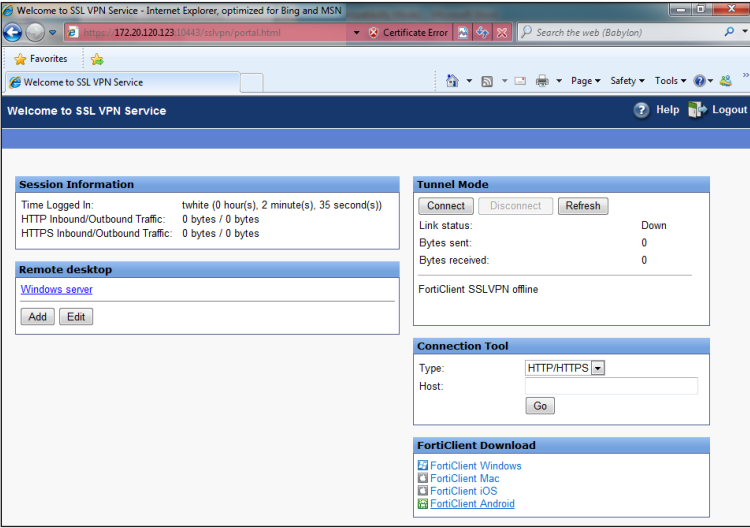 Welcome to SSL VPN Service - Internet Explorer, optimized for Bing and MSN
https://172.20.120.123:10443/sslvpn/portal.html
Certificate Error
Search the web (Babylon)
Favorites
Welcome to SSL VPN Service
Page
Safety
Tools
Welcome to SSL VPN Service
Help
Logout
Session Information
Time Logged In: twhite (0 hour(s), 2 minute(s), 35 second(s))
HTTP Inbound/Outbound Traffic: 0 bytes / 0 bytes
HTTPS Inbound/Outbound Traffic: 0 bytes / 0 bytes
Remote desktop
Windows server
Add Edit
Tunnel Mode
Connect Disconnect Refresh
Link status: Down
Bytes sent: 0
Bytes received: 0
FortiClient SSLVPN offline
Connection Tool
Type: HTTP/HTTPS
Host:
Go
FortiClient Download
FortiClient Windows
FortiClient Mac
FortiClient iOS
FortiClient Android